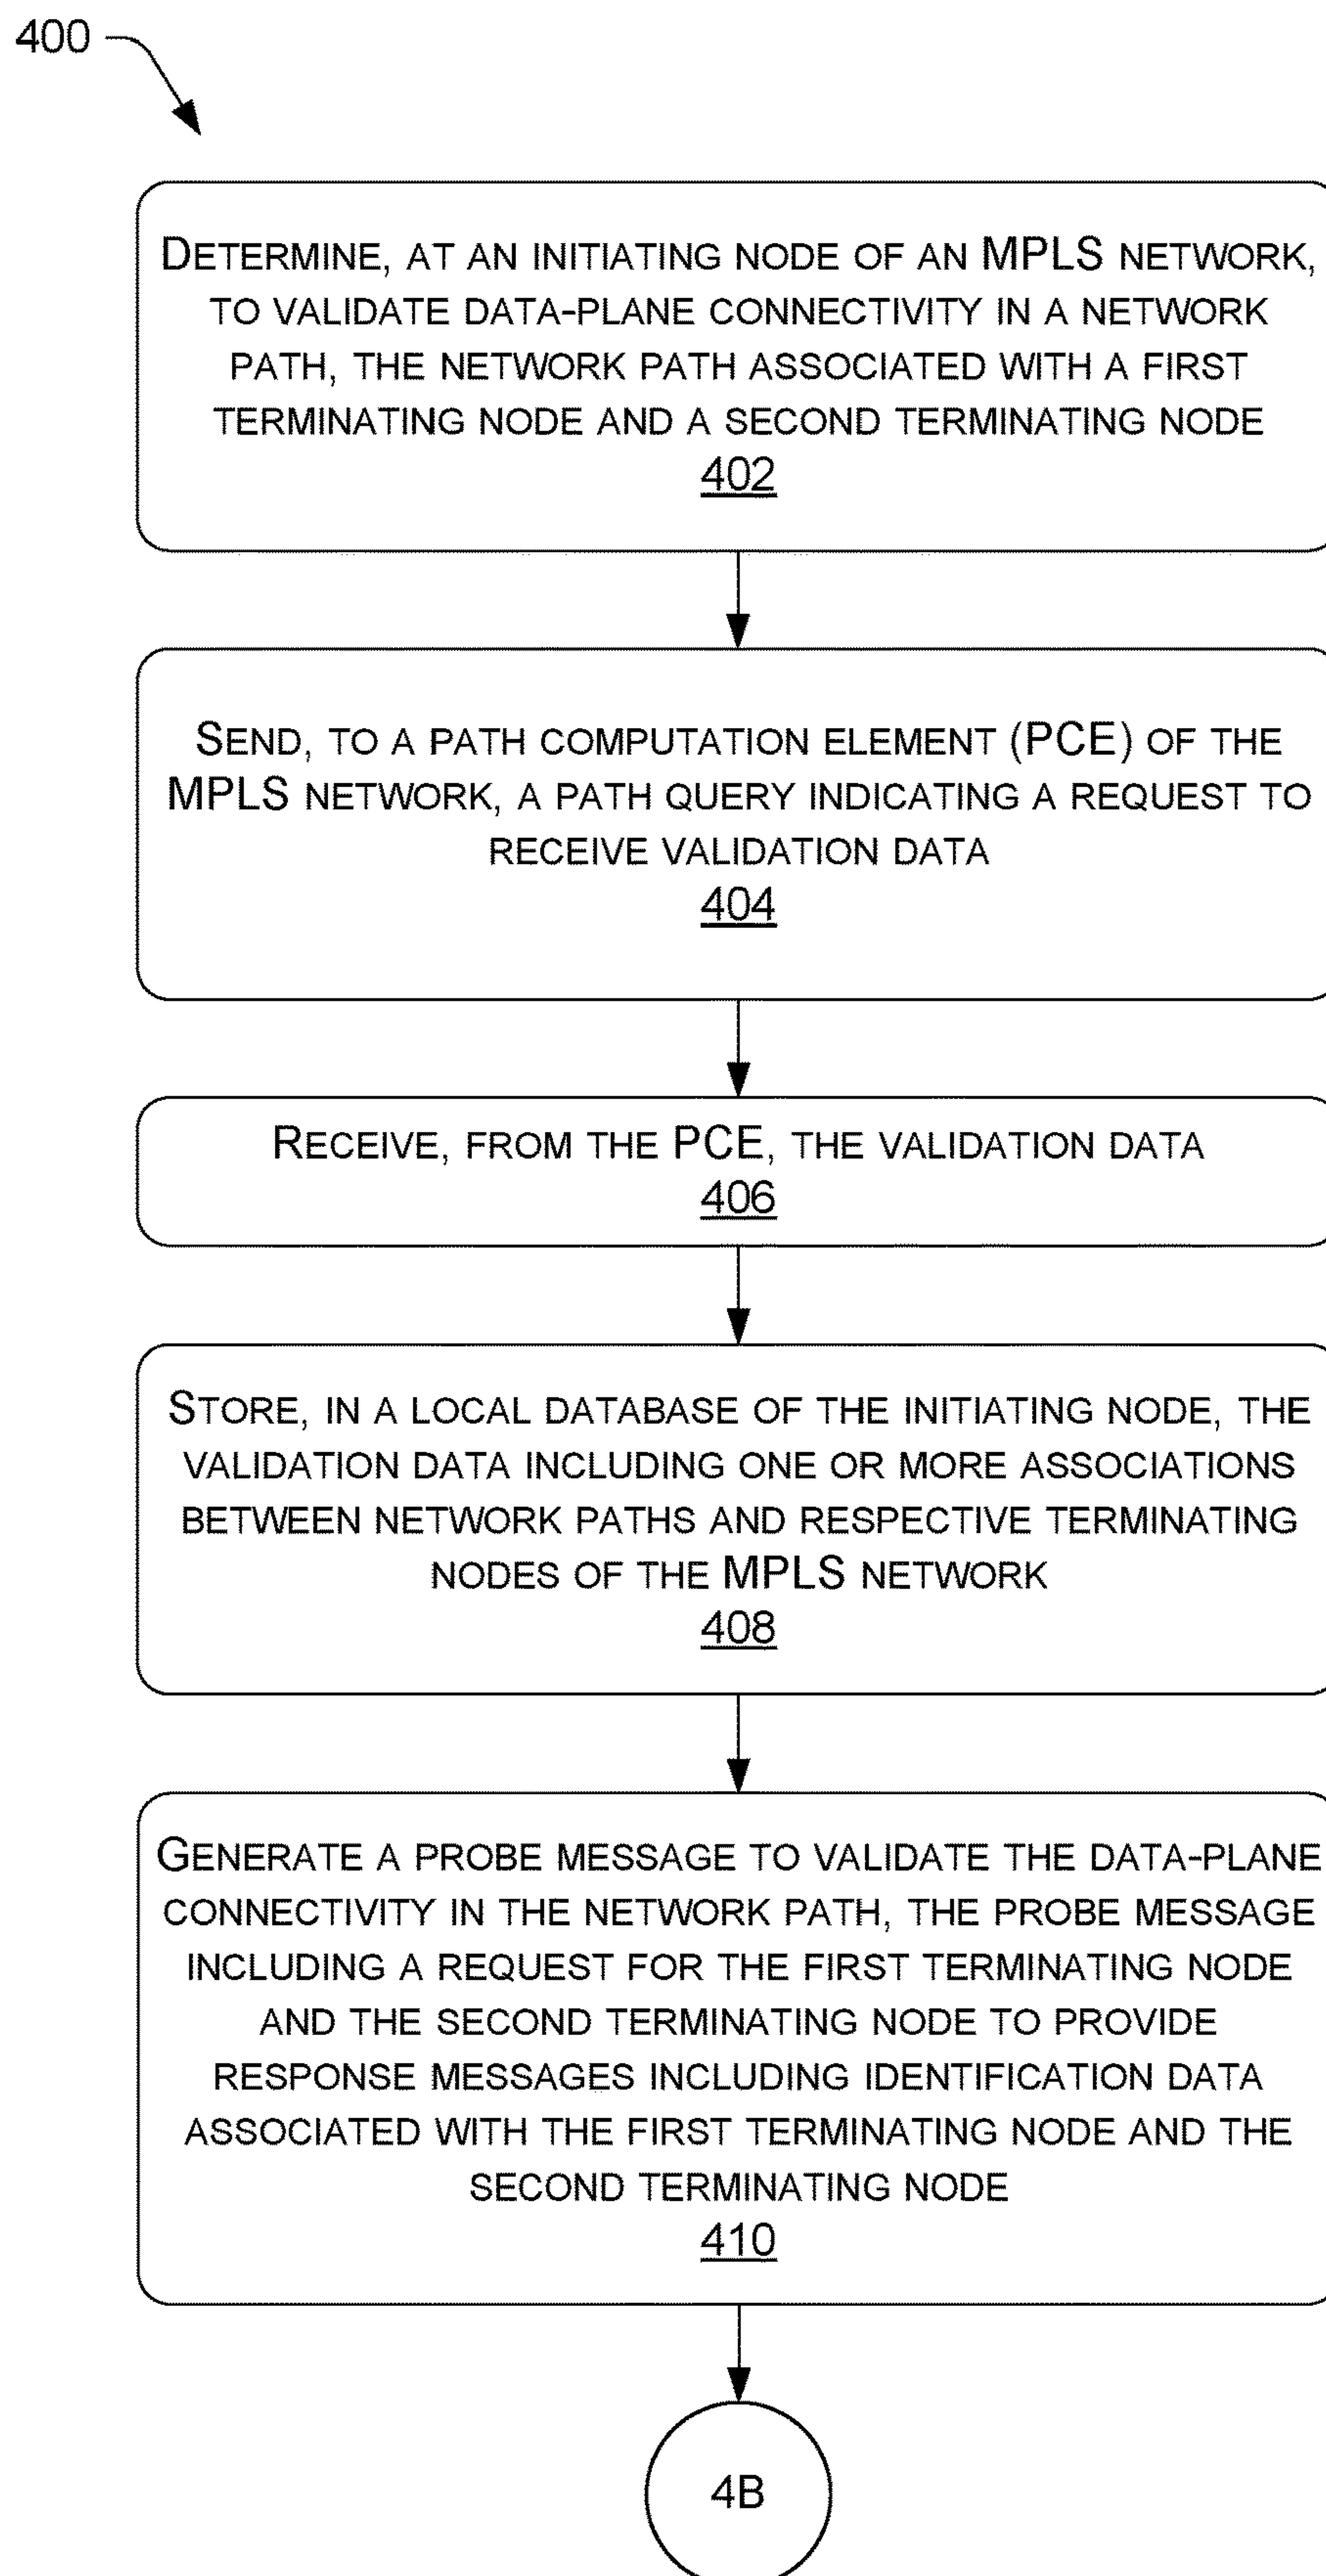 400
DETERMINE, AT AN INITIATING NODE OF AN MPLS NETWORK,
TO VALIDATE DATA-PLANE CONNECTIVITY IN A NETWORK
PATH, THE NETWORK PATH ASSOCIATED WITH A FIRST
TERMINATING NODE AND A SECOND TERMINATING NODE
402
SEND, TO A PATH COMPUTATION ELEMENT (PCE) OF THE
MPLS NETWORK, A PATH QUERY INDICATING A REQUEST TO
RECEIVE VALIDATION DATA
404
RECEIVE, FROM THE PCE, THE VALIDATION DATA
406
STORE, IN A LOCAL DATABASE OF THE INITIATING NODE, THE
VALIDATION DATA INCLUDING ONE OR MORE ASSOCIATIONS
BETWEEN NETWORK PATHS AND RESPECTIVE TERMINATING
NODES OF THE MPLS NETWORK
408
GENERATE A PROBE MESSAGE TO VALIDATE THE DATA-PLANE
CONNECTIVITY IN THE NETWORK PATH, THE PROBE MESSAGE
INCLUDING A REQUEST FOR THE FIRST TERMINATING NODE
AND THE SECOND TERMINATING NODE TO PROVIDE
RESPONSE MESSAGES INCLUDING IDENTIFICATION DATA
ASSOCIATED WITH THE FIRST TERMINATING NODE AND THE
SECOND TERMINATING NODE
410
4B